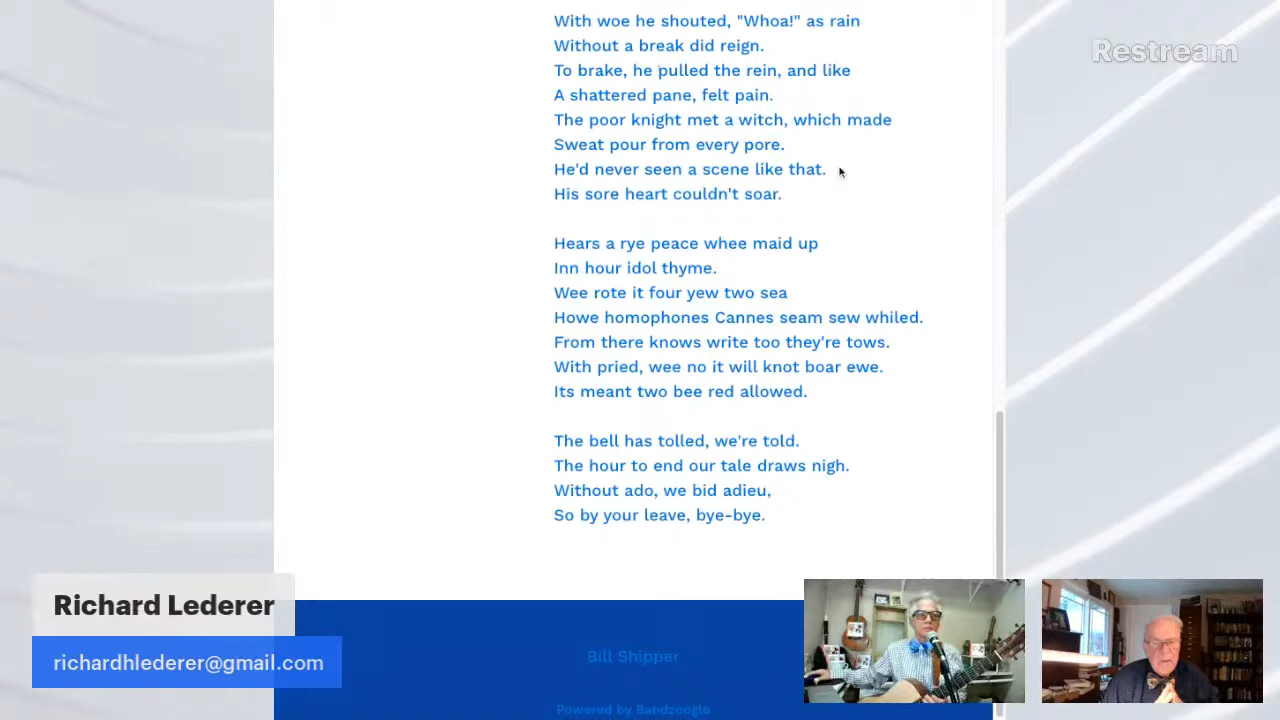 With woe he shouted, "Whoa!" as rain
Without a break did reign.
To brake, he pulled the rein, and like
A shattered pane, felt pain.
The poor knight met a witch, which made
Sweat pour from every pore.
He'd never seen a scene like that.
His sore heart couldn't soar.
Hears a rye peace whee maid up
Inn hour idol thyme.
Wee rote it four yew two sea
Howe homophones Cannes seam sew whiled.
From there knows write too they're tows.
With pried, wee no it will knot boar ewe.
Its meant two bee red allowed.
The bell has tolled, we're told.
The hour to end our tale draws nigh.
Without ado, we bid adieu,
So by your leave, bye-bye.
Restream
Richard Lederer
richardhlederer@gmail.com
Bill Shipper
Powered by Bandzoogle